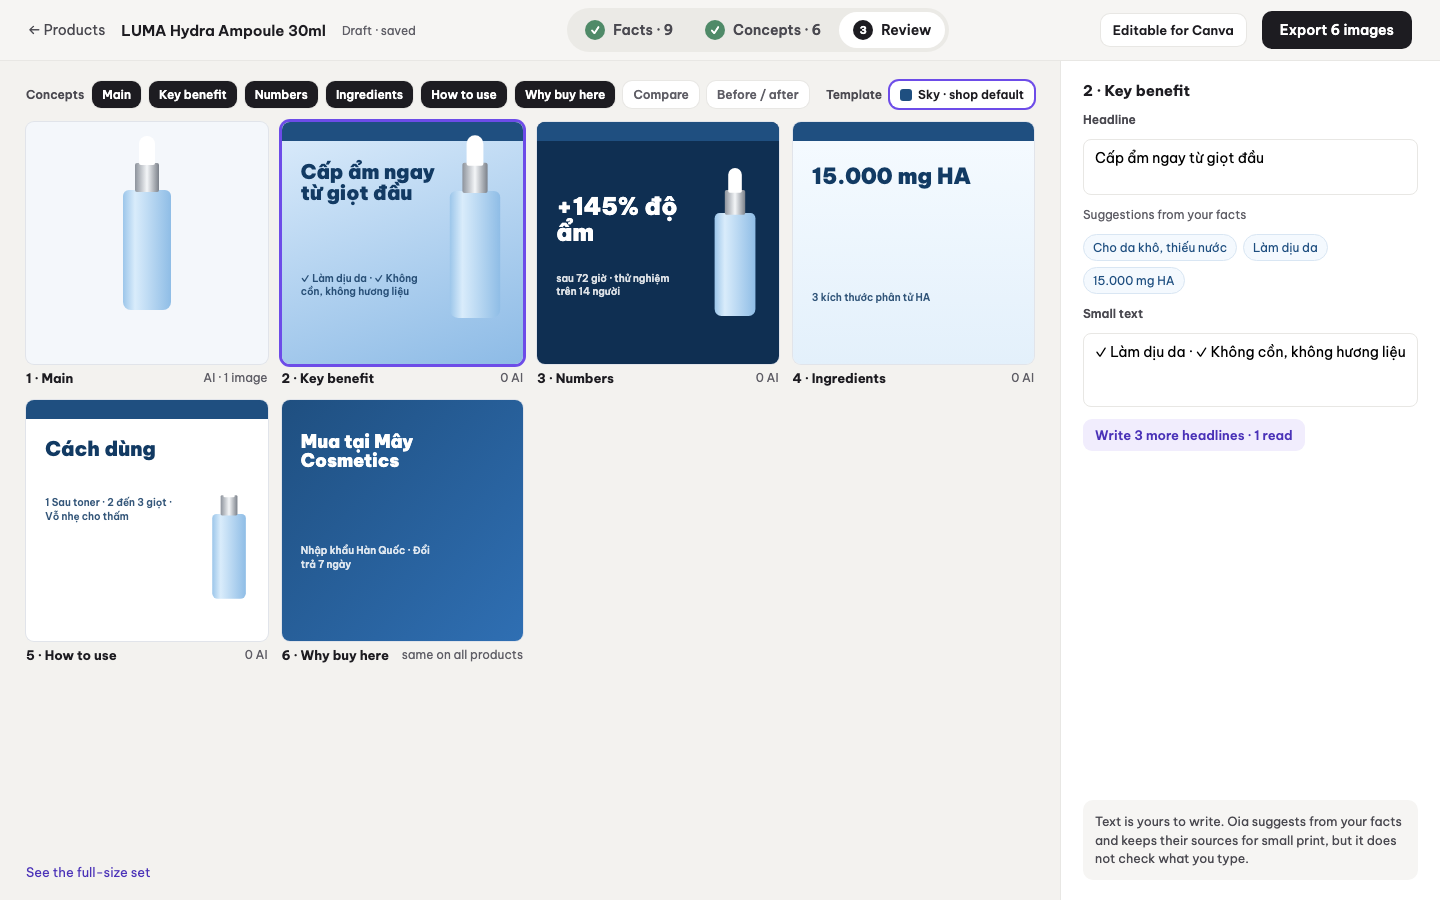 ← Products
LUMA Hydra Ampoule 30ml
Draft · saved
Facts · 9
Concepts · 6
3 Review
Editable for Canva
Export 6 images
Concepts
Main
Key benefit
Numbers
Ingredients
How to use
Why buy here
Compare
Before / after
Template
Sky · shop default
1 · Main
AI · 1 image
Cấp ẩm ngay
từ giọt đầu
✓ Làm dịu da · ✓ Không
cồn, không hương liệu
2 · Key benefit
0 AI
+145% độ
ẩm
sau 72 giờ · thử nghiệm
trên 14 người
3 · Numbers
0 AI
15.000 mg HA
3 kích thước phân tử HA
4 · Ingredients
0 AI
Cách dùng
1 Sau toner · 2 đến 3 giọt ·
Vỗ nhẹ cho thấm
5 · How to use
0 AI
Mua tại Mây
Cosmetics
Nhập khẩu Hàn Quốc · Đổi
trả 7 ngày
6 · Why buy here
same on all products
See the full-size set
2 · Key benefit
Headline
Cấp ẩm ngay từ giọt đầu
Suggestions from your facts
Cho da khô, thiếu nước
Làm dịu da
15.000 mg HA
Small text
✓ Làm dịu da · ✓ Không cồn, không hương liệu
Write 3 more headlines · 1 read
Text is yours to write. Oia suggests from your facts
and keeps their sources for small print, but it does
not check what you type.